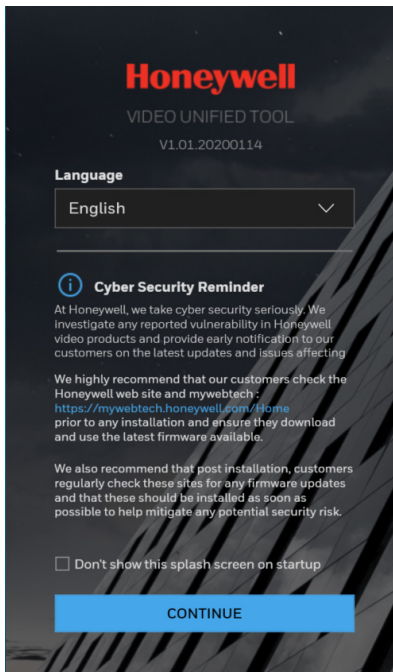 Honeywell
VIDEO UNIFIED TOOL
V1.01.20200114
Language
English
Cyber Security Reminder
At Honeywell, we take cyber security seriously. We
investigate any reported vulnerability in Honeywell
video products and provide early notification to our
customers on the latest updates and issues affecting
We highly recommend that our customers check the
Honeywell web site and mywebtech :
https://mywebtech.honeywell.com/Home
prior to any installation and ensure they download
and use the latest firmware available.
We also recommend that post installation, customers
regularly check these sites for any firmware updates
and that these should be installed as soon as
possible to help mitigate any potential security risk.
Don't show this splash screen on startup
CONTINUE